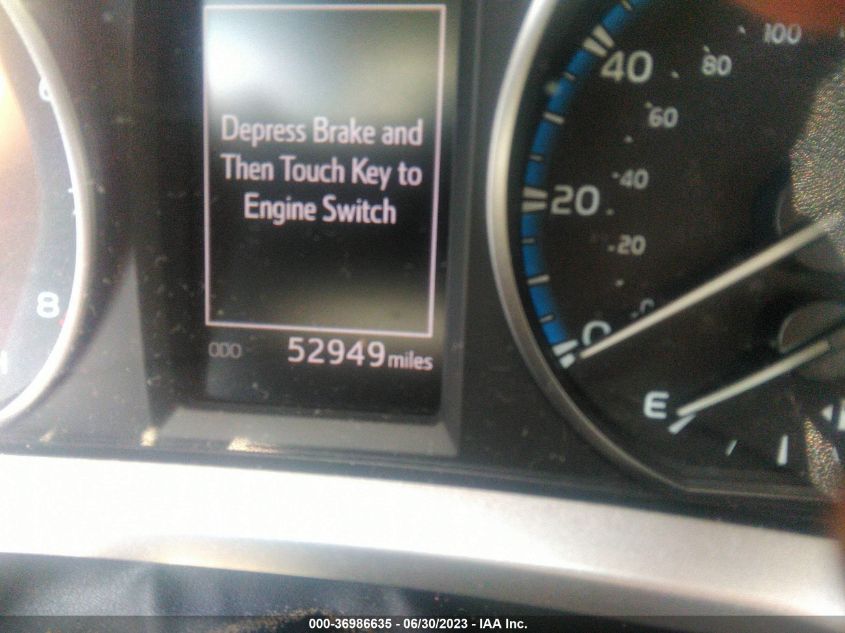 Depress Brake and
Then Touch Key to
Engine Switch
ODO 52949 miles
8
40
20
0
100
80
60
40
20
E
000-36986635 - 06/30/2023 - IAA Inc.